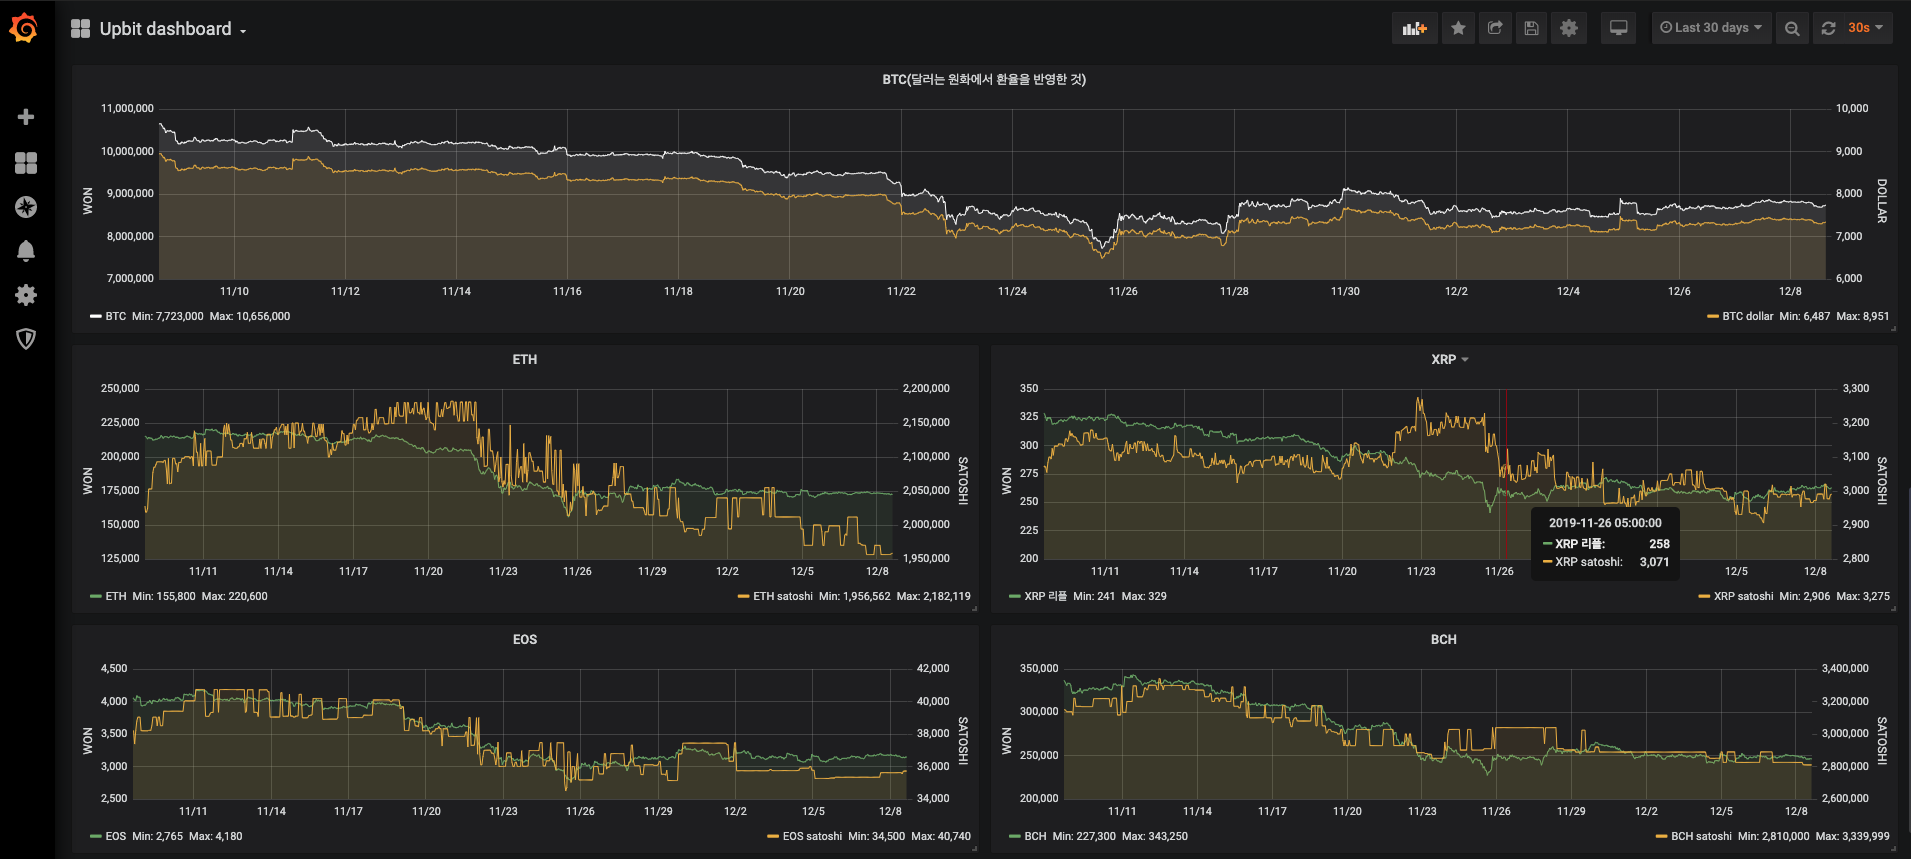 Upbit dashboard
Last 30 days
30s
BTC(달러는 원화에서 환율을 반영한 것)
11,000,000
10,000,000
9,000,000
8,000,000
7,000,000
WON
10,000
9,000
8,000
7,000
6,000
DOLLAR
11/10 11/12 11/14 11/16 11/18 11/20 11/22 11/24 11/26 11/28 11/30 12/2 12/4 12/6 12/8
BTC Min: 7,723,000 Max: 10,656,000
BTC dollar Min: 6,487 Max: 8,951
ETH
250,000
225,000
200,000
175,000
150,000
125,000
WON
2,200,000
2,150,000
2,100,000
2,050,000
2,000,000
1,950,000
SATOSHI
11/11 11/14 11/17 11/20 11/23 11/26 11/29 12/2 12/5 12/8
ETH Min: 155,800 Max: 220,600
ETH satoshi Min: 1,956,562 Max: 2,182,119
XRP
350
325
300
275
250
225
200
WON
3,300
3,200
3,100
3,000
2,900
2,800
SATOSHI
2019-11-26 05:00:00
XRP 리플: 258
XRP satoshi: 3,071
11/11 11/14 11/17 11/20 11/23 11/26 12/5 12/8
XRP 리플 Min: 241 Max: 329
XRP satoshi Min: 2,906 Max: 3,275
EOS
4,500
4,000
3,500
3,000
2,500
WON
42,000
40,000
38,000
36,000
34,000
SATOSHI
11/11 11/14 11/17 11/20 11/23 11/26 11/29 12/2 12/5 12/8
EOS Min: 2,765 Max: 4,180
EOS satoshi Min: 34,500 Max: 40,740
BCH
350,000
300,000
250,000
200,000
WON
3,400,000
3,200,000
3,000,000
2,800,000
2,600,000
SATOSHI
11/11 11/14 11/17 11/20 11/23 11/26 11/29 12/2 12/5 12/8
BCH Min: 227,300 Max: 343,250
BCH satoshi Min: 2,810,000 Max: 3,339,999